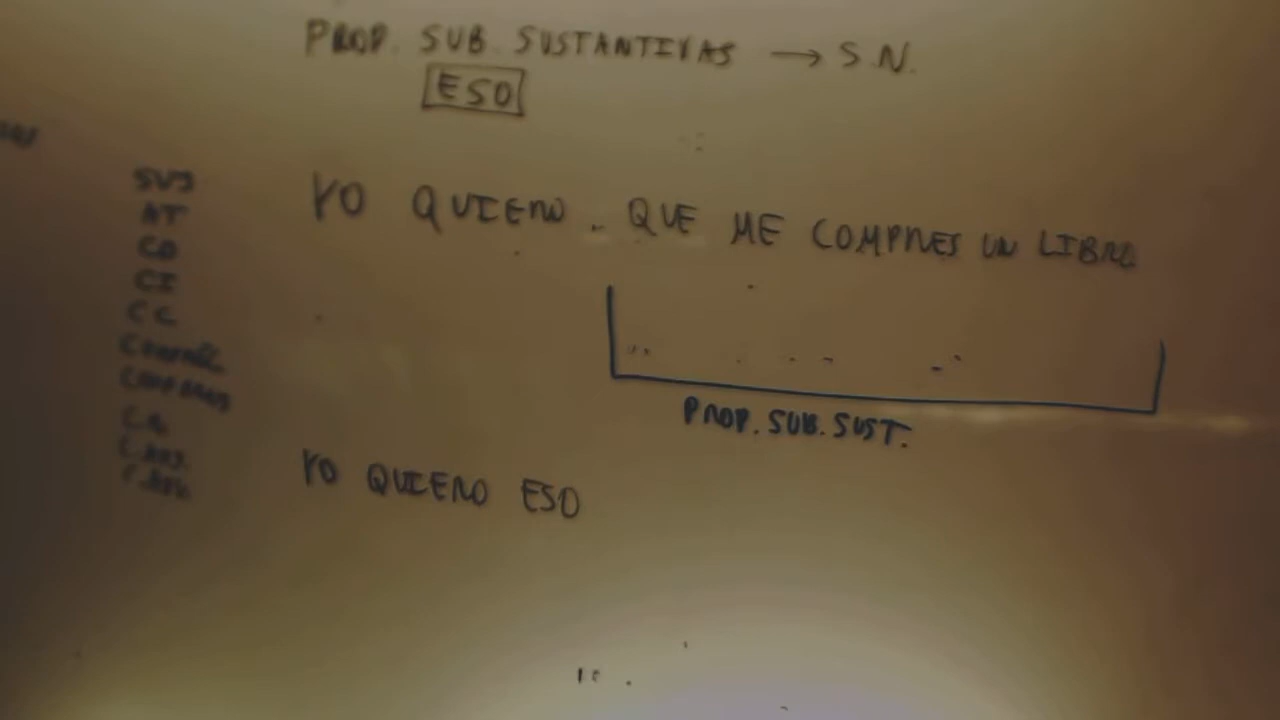 PROP. SUB SUSTANTIVAS → S.N.
ESO
YO QUIERO QUE ME COMPRES UN LIBRO
SUJ
AT
CD
CI
CC
PROP. SUB. SUST.
YO QUIERO ESO